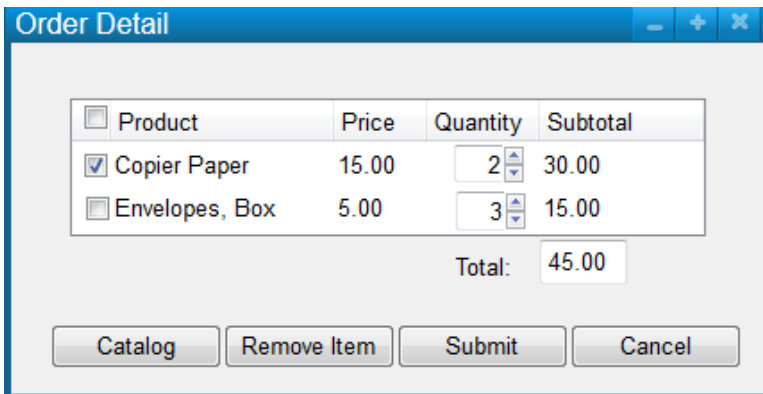 Order Detail
Product Price Quantity Subtotal
Copier Paper 15.00 2 30.00
Envelopes, Box 5.00 3 15.00
Total: 45.00
Catalog Remove Item Submit Cancel